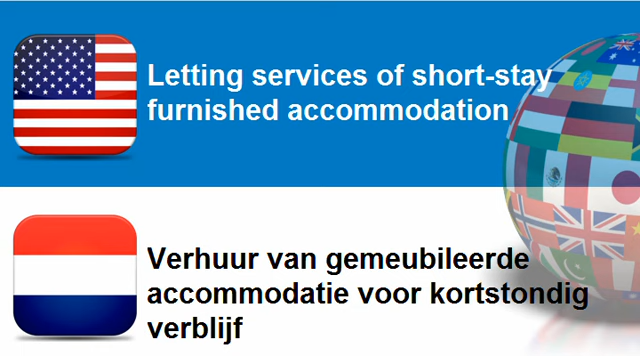 Letting services of short-stay
furnished accommodation
Verhuur van gemeubileerde
accommodatie voor kortstondig
verblijf